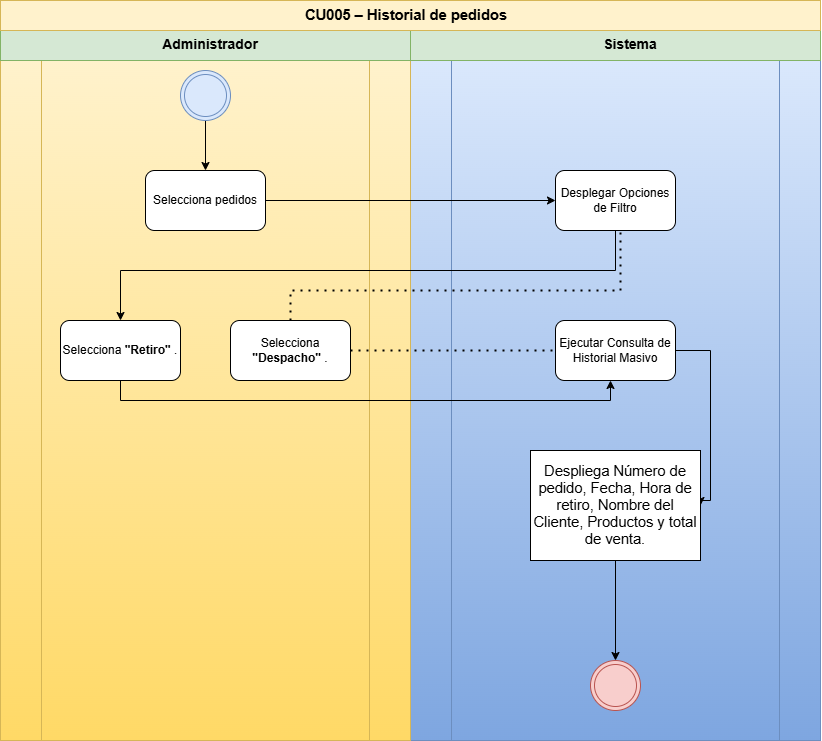 CU005 – Historial de pedidos
Administrador
Sistema
Selecciona pedidos
Desplegar Opciones
de Filtro
Selecciona "Retiro" .
Selecciona
"Despacho" .
Ejecutar Consulta de
Historial Masivo
Despliega Número de
pedido, Fecha, Hora de
retiro, Nombre del
Cliente, Productos y total
de venta.